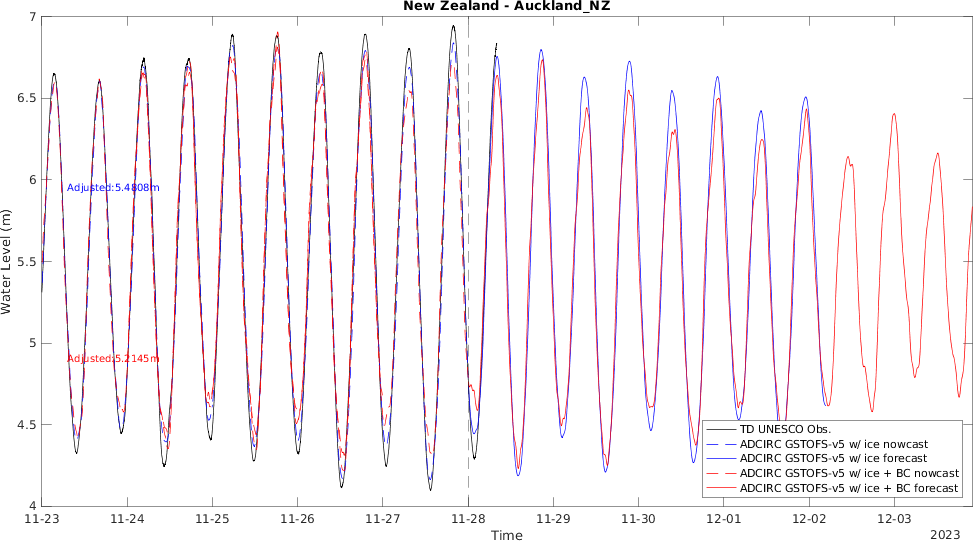 New Zealand - Auckland_NZ
7
6.5
6
5.5
5
4.5
4
Water Level (m)
Adjusted:5.4808m
Adjusted:5.2145m
TD UNESCO Obs.
ADCIRC GSTOFS-v5 w/ ice nowcast
ADCIRC GSTOFS-v5 w/ ice forecast
ADCIRC GSTOFS-v5 w/ ice + BC nowcast
ADCIRC GSTOFS-v5 w/ ice + BC forecast
11-23 11-24 11-25 11-26 11-27 11-28 11-29 11-30 12-01 12-02 12-03
Time
2023